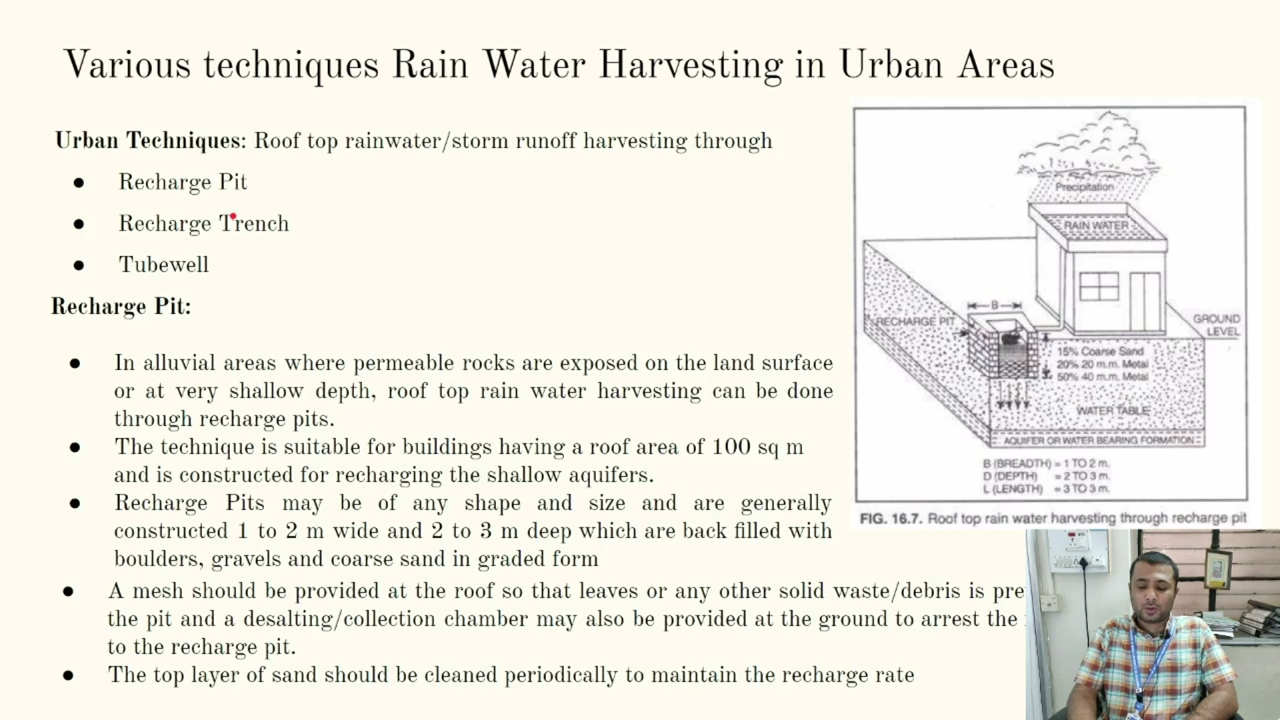 Various techniques Rain Water Harvesting in Urban Areas
Urban Techniques: Roof top rainwater/storm runoff harvesting through
● Recharge Pit
● Recharge Trench
● Tubewell
Recharge Pit:
● In alluvial areas where permeable rocks are exposed on the land surface
or at very shallow depth, roof top rain water harvesting can be done
through recharge pits.
● The technique is suitable for buildings having a roof area of 100 sq m
and is constructed for recharging the shallow aquifers.
● Recharge Pits may be of any shape and size and are generally
constructed 1 to 2 m wide and 2 to 3 m deep which are back filled with
boulders, gravels and coarse sand in graded form
● A mesh should be provided at the roof so that leaves or any other solid waste/debris is pre
the pit and a desalting/collection chamber may also be provided at the ground to arrest the
to the recharge pit.
● The top layer of sand should be cleaned periodically to maintain the recharge rate
Precipitation
RAIN WATER
B
RECHARGE PIT
GROUND
LEVEL
15% Coarse Sand
20% 20 m.m. Metal
50% 40 m.m. Metal
WATER TABLE
AQUIFER OR WATER BEARING FORMATION
B (BREADTH) = 1 TO 2 m.
D (DEPTH) = 2 TO 3 m.
L (LENGTH) = 3 TO 3 m.
FIG. 16.7. Roof top rain water harvesting through recharge pit